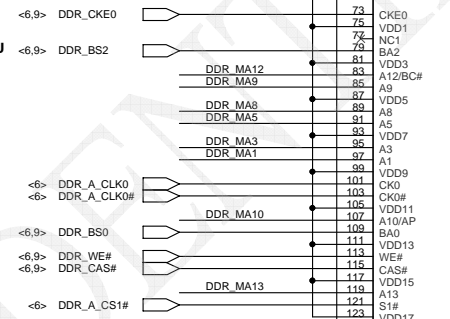 <6,9> DDR_CKE0 73 CKE0
75 VDD1
77 NC1
U <6,9> DDR_BS2 79 BA2
81 VDD3
DDR_MA12 83 A12/BC#
DDR_MA9 85 A9
87 VDD5
DDR_MA8 89 A8
DDR_MA5 91 A5
93 VDD7
DDR_MA3 95 A3
DDR_MA1 97 A1
99 VDD9
<6> DDR_A_CLK0 101 CK0
<6> DDR_A_CLK0# 103 CK0#
105 VDD11
DDR_MA10 107 A10/AP
<6,9> DDR_BS0 109 BA0
111 VDD13
<6,9> DDR_WE# 113 WE#
<6,9> DDR_CAS# 115 CAS#
117 VDD15
DDR_MA13 119 A13
<6> DDR_A_CS1# 121 S1#
123 VDD17